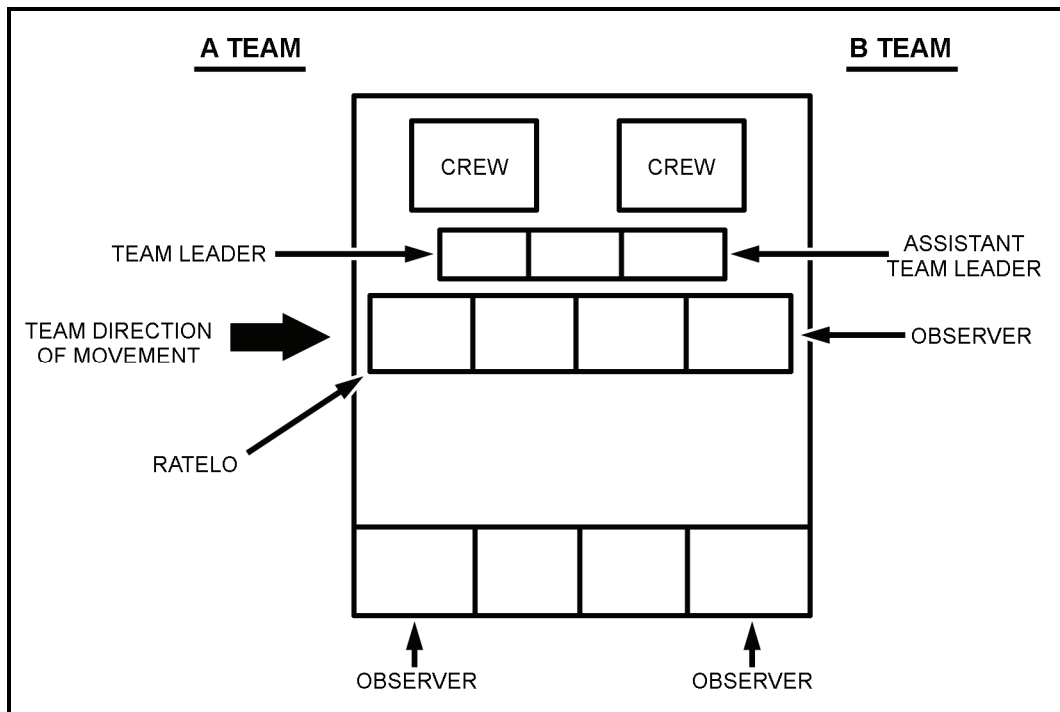 A TEAM
B TEAM
CREW
CREW
TEAM LEADER
ASSISTANT
TEAM LEADER
TEAM DIRECTION
OF MOVEMENT
OBSERVER
RATELO
OBSERVER
OBSERVER